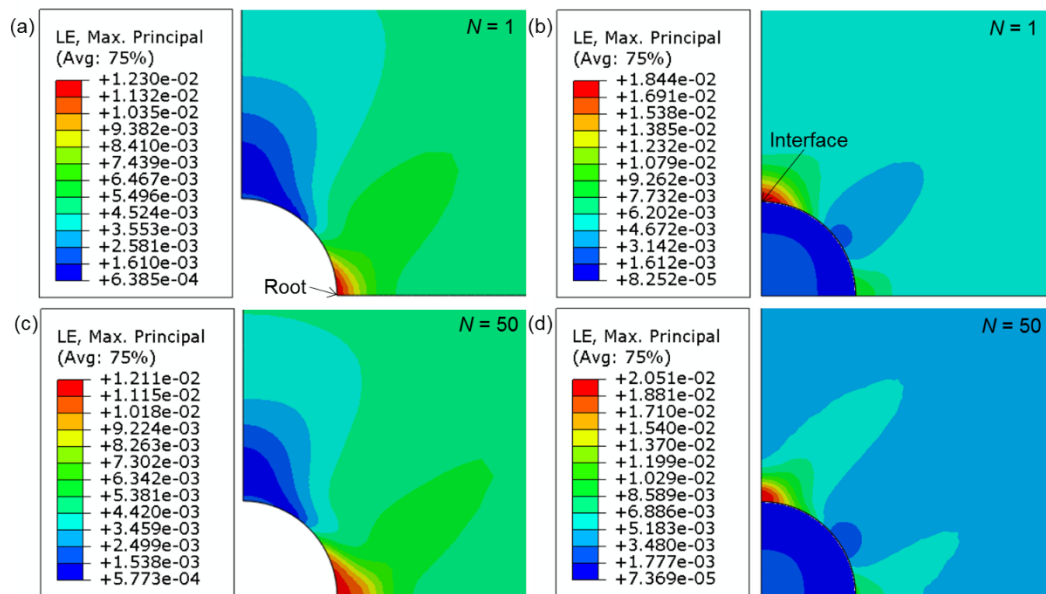 (a)
LE, Max. Principal
(Avg: 75%)
+1.230e-02
+1.132e-02
+1.035e-02
+9.382e-03
+8.410e-03
+7.439e-03
+6.467e-03
+5.496e-03
+4.524e-03
+3.553e-03
+2.581e-03
+1.610e-03
+6.385e-04
N = 1
Root
(b)
LE, Max. Principal
(Avg: 75%)
+1.844e-02
+1.691e-02
+1.538e-02
+1.385e-02
+1.232e-02
+1.079e-02
+9.262e-03
+7.732e-03
+6.202e-03
+4.672e-03
+3.142e-03
+1.612e-03
+8.252e-05
N = 1
Interface
(c)
LE, Max. Principal
(Avg: 75%)
+1.211e-02
+1.115e-02
+1.018e-02
+9.224e-03
+8.263e-03
+7.302e-03
+6.342e-03
+5.381e-03
+4.420e-03
+3.459e-03
+2.499e-03
+1.538e-03
+5.773e-04
N = 50
(d)
LE, Max. Principal
(Avg: 75%)
+2.051e-02
+1.881e-02
+1.710e-02
+1.540e-02
+1.370e-02
+1.199e-02
+1.029e-02
+8.589e-03
+6.886e-03
+5.183e-03
+3.480e-03
+1.777e-03
+7.369e-05
N = 50